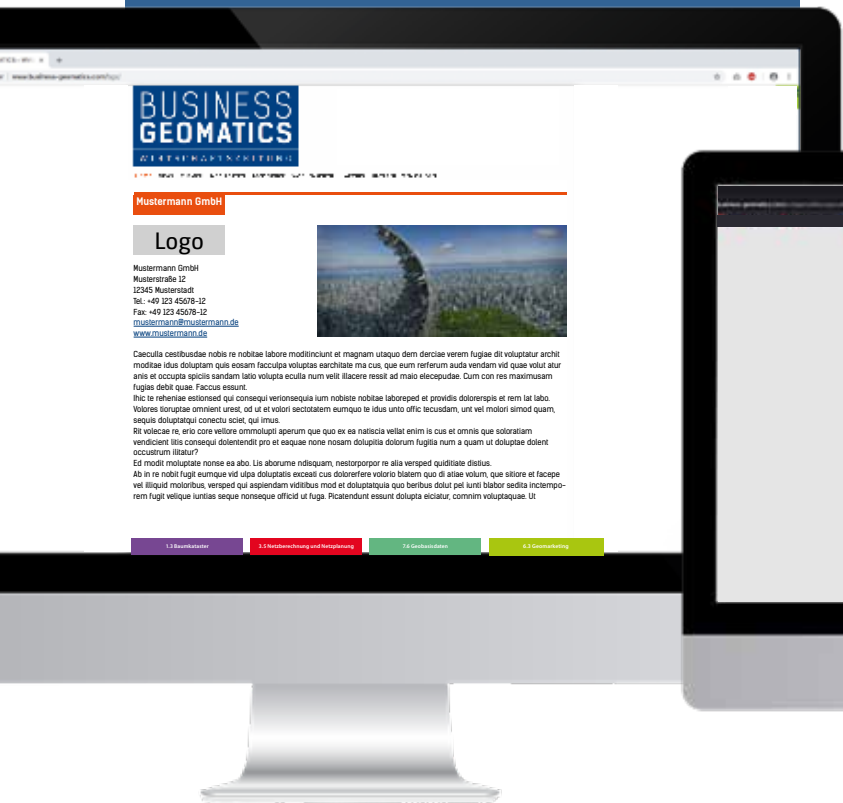 www.business-geomatics.com/bgc/
BUSINESS
GEOMATICS
WIRTSCHAFTSZEITUNG
Mustermann GmbH
Logo
Mustermann GmbH
Musterstraße 12
12345 Musterstadt
Tel.: +49 123 45678-12
Fax: +49 123 45678-12
mustermann@mustermann.de
www.mustermann.de
Caeculla cestibusdae nobis re nobitae labore moditinciunt et magnam utaquo dem derciae verem fugiae dit voluptatur archit
moditae idus doluptam quis eosam facculpa voluptas earchitate ma cus, que eum rerferum auda vendam vid quae volut atur
anis et occupta spiciis sandam latio volupta eculla num velit illacere ressit ad maio elecepudae. Cum con res maximusam
fugias debit quae. Faccus essunt.
Ihic te reheniae estionsed qui consequi verionsequia ium nobiste nobitae laboreped et providis dolorerspis et rem lat labo.
Volores tioruptae omnient urest, od ut et volori sectotatem eumquo te idus unto offic tecusdam, unt vel molori simod quam,
sequis doluptatqui conectu sciet, qui imus.
Rit volecae re, erio core vellore ommolupti aperum que quo ex ea natiscia vellat enim is cus et omnis que soloratiam
vendicient litis consequi dolentendit pro et eaquae none nosam dolupitia dolorum fugitia num a quam ut doluptae dolent
occustrum ilitatur?
Ed modit moluptate nonse ea abo. Lis aborume ndisquam, nestorporpor re alia versped quiditiate distius.
Ab in re nobit fugit eumque vid ulpa doluptatis exceati cus dolorerfere volorio blatem quo di atiae volum, que sitiore et facepe
vel illiquid moloribus, versped qui aspiendam viditibus mod et doluptatquia quo beribus dolut pel iunti blabor sedita inctempo-
rem fugit velique iuntias seque nonseque officid ut fuga. Picatendunt essunt dolupta eiciatur, comnim voluptaquae. Ut
1.3 Baumkataster
3.5 Netzberechnung und Netzplanung
7.6 Geobasisdaten
6.3 Geomarketing